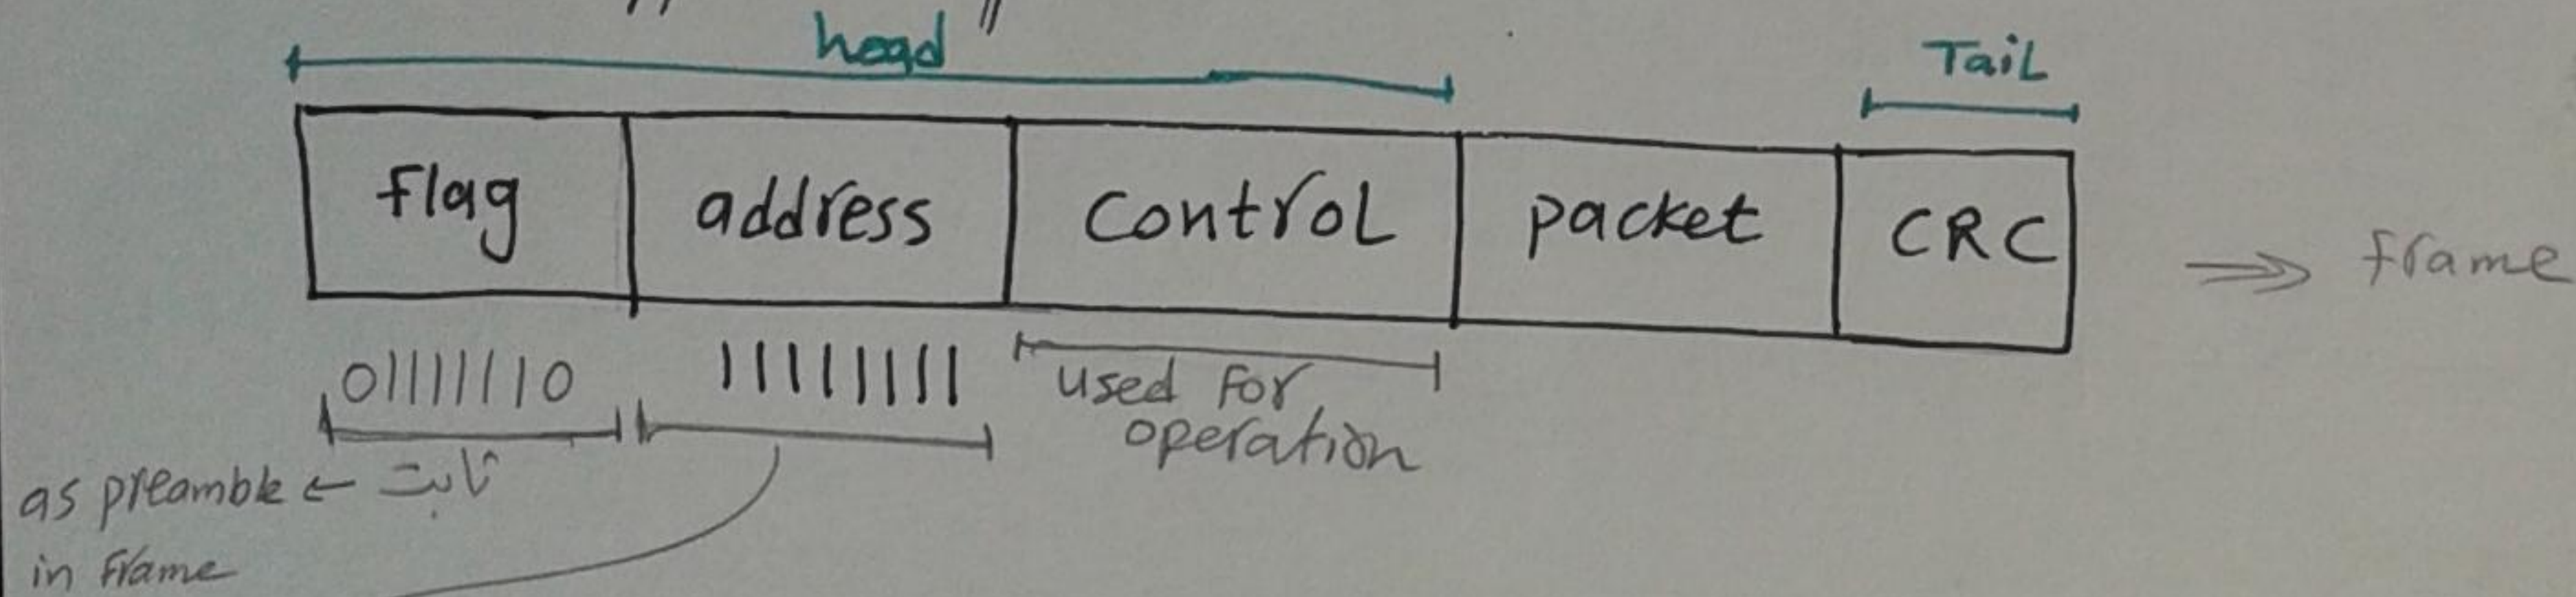 head
Tail
flag address Control packet CRC
⇒ frame
01111110 11111111 used for
operation
as preamble ← ثابت
in frame